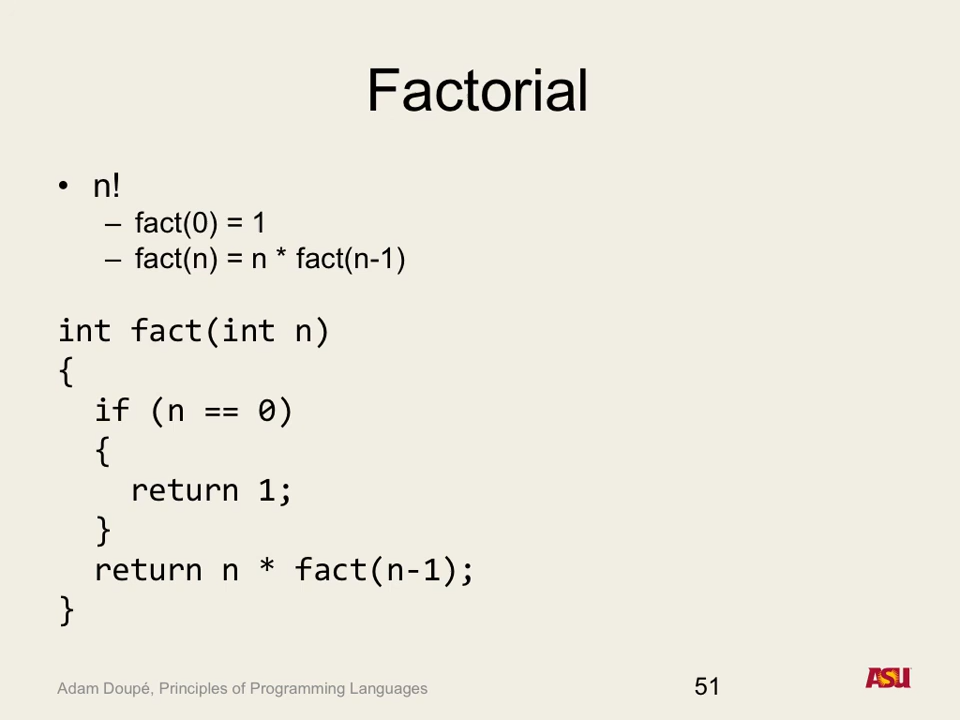 Factorial
• n!
– fact(0) = 1
– fact(n) = n * fact(n-1)
int fact(int n)
{
  if (n == 0)
  {
    return 1;
  }
  return n * fact(n-1);
}
Adam Doupé, Principles of Programming Languages
51
ASU